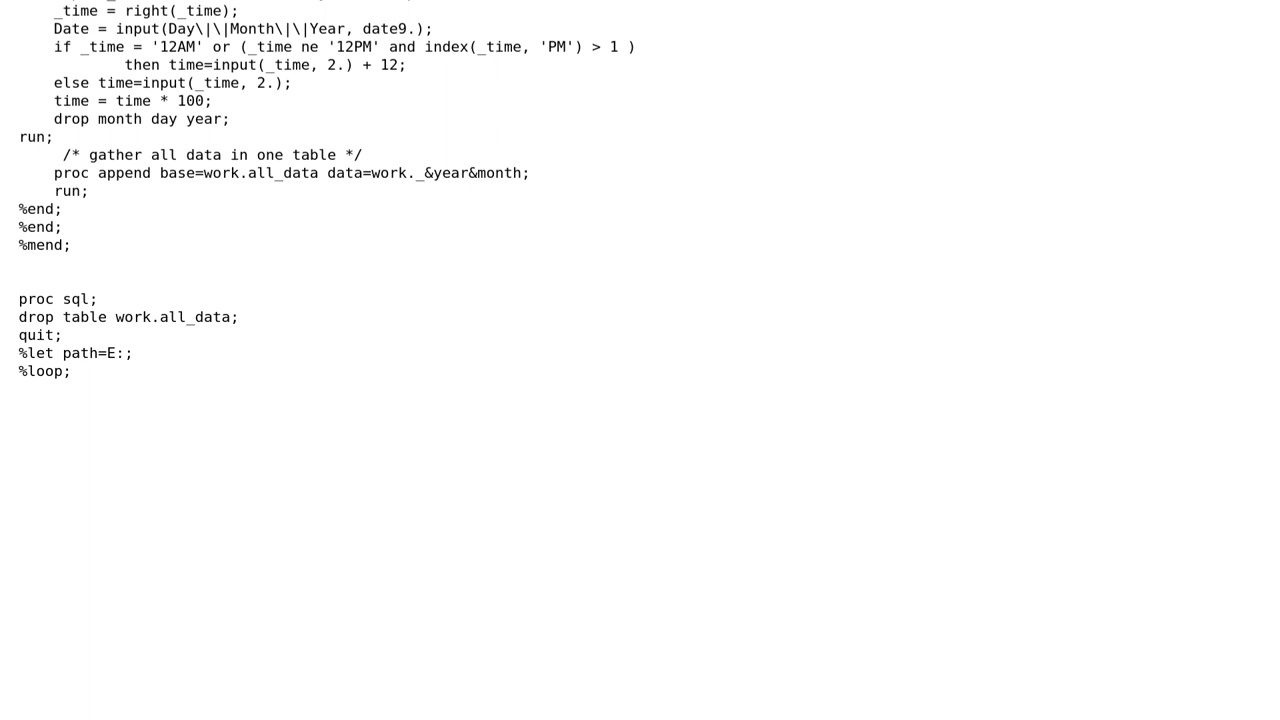 _time = right(_time);
Date = input(Day\|\|Month\|\|Year, date9.);
if _time = '12AM' or (_time ne '12PM' and index(_time, 'PM') > 1 )
then time=input(_time, 2.) + 12;
else time=input(_time, 2.);
time = time * 100;
drop month day year;
run;
/* gather all data in one table */
proc append base=work.all_data data=work._&year&month;
run;
%end;
%end;
%mend;
proc sql;
drop table work.all_data;
quit;
%let path=E:;
%loop;